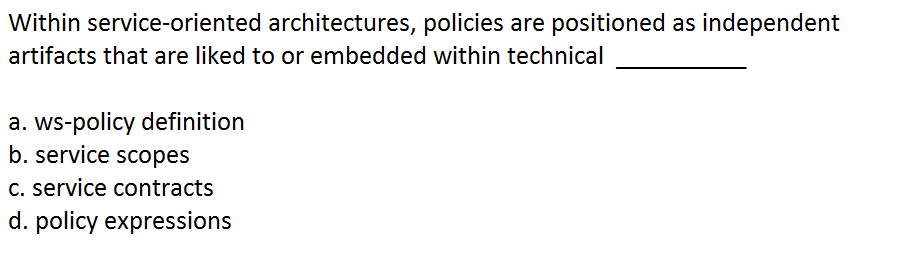 Within service-oriented architectures, policies are positioned as independent
artifacts that are liked to or embedded within technical __________
a. ws-policy definition
b. service scopes
c. service contracts
d. policy expressions